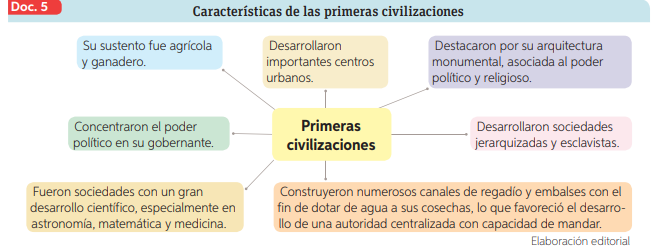 Doc. 5
Características de las primeras civilizaciones
Su sustento fue agrícola
y ganadero.
Desarrollaron
importantes centros
urbanos.
Destacaron por su arquitectura
monumental, asociada al poder
político y religioso.
Concentraron el poder
político en su gobernante.
Primeras
civilizaciones
Desarrollaron sociedades
jerarquizadas y esclavistas.
Fueron sociedades con un gran
desarrollo científico, especialmente en
astronomía, matemática y medicina.
Construyeron numerosos canales de regadío y embalses con el
fin de dotar de agua a sus cosechas, lo que favoreció el desarro-
llo de una autoridad centralizada con capacidad de mandar.
Elaboración editorial